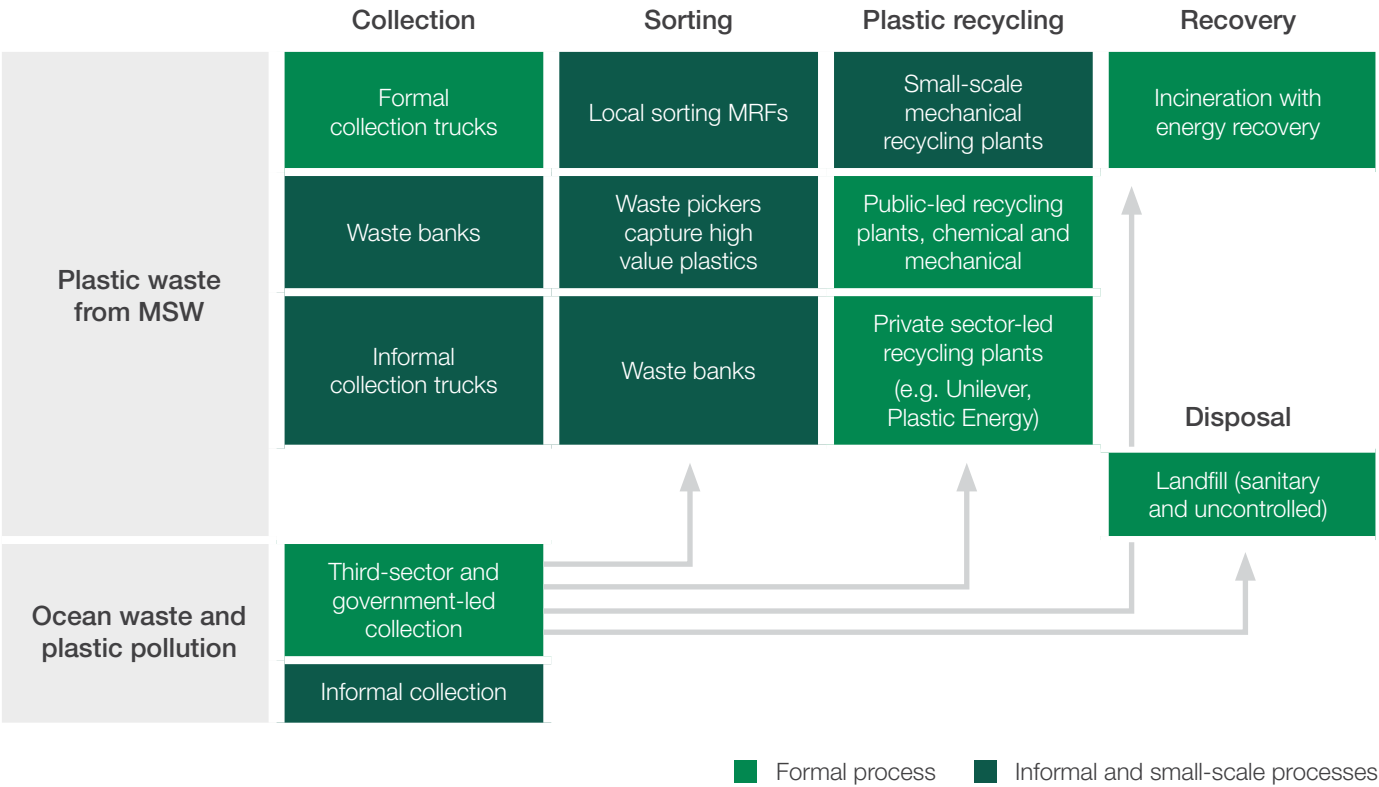 Collection
Sorting
Plastic recycling
Recovery
Plastic waste
from MSW
Formal
collection trucks
Local sorting MRFs
Small-scale
mechanical
recycling plants
Incineration with
energy recovery
Waste banks
Waste pickers
capture high
value plastics
Public-led recycling
plants, chemical and
mechanical
Informal
collection trucks
Waste banks
Private sector-led
recycling plants
(e.g. Unilever,
Plastic Energy)
Disposal
Landfill (sanitary
and uncontrolled)
Ocean waste and
plastic pollution
Third-sector and
government-led
collection
Informal collection
Formal process
Informal and small-scale processes